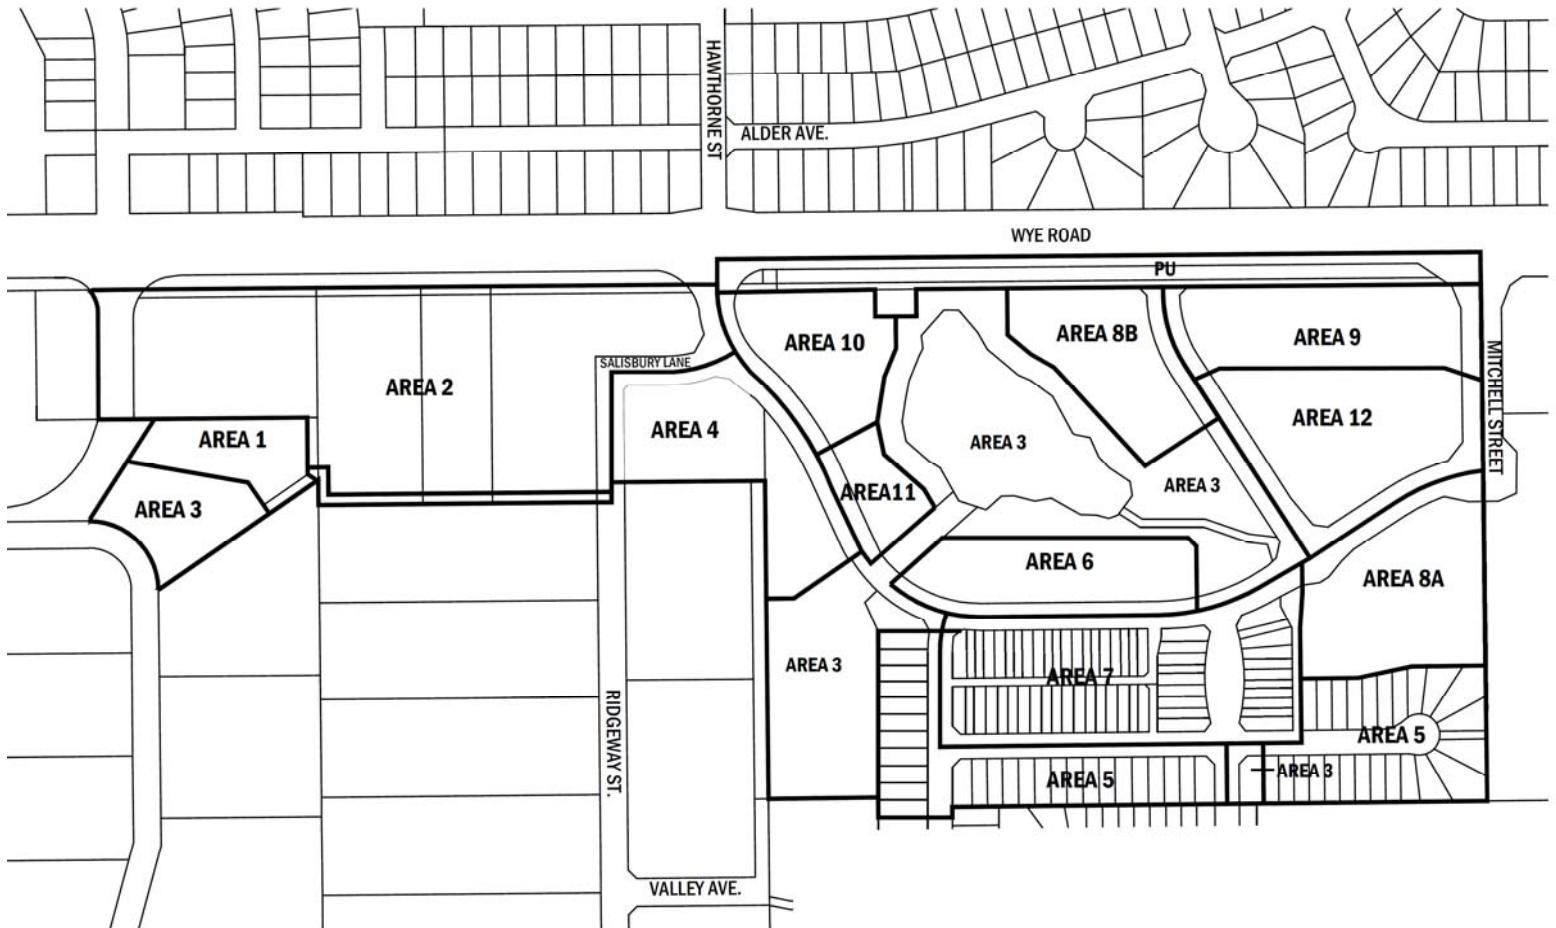 HAWTHORNE ST
ALDER AVE.
WYE ROAD
PU
AREA 10
AREA 8B
AREA 9
MITCHELL STREET
SALISBURY LANE
AREA 2
AREA 12
AREA 4
AREA 1
AREA 3
AREA 3
AREA 11
AREA 3
AREA 6
AREA 8A
AREA 3
AREA 7
RIDGEWAY ST.
AREA 5
AREA 5
AREA 3
VALLEY AVE.